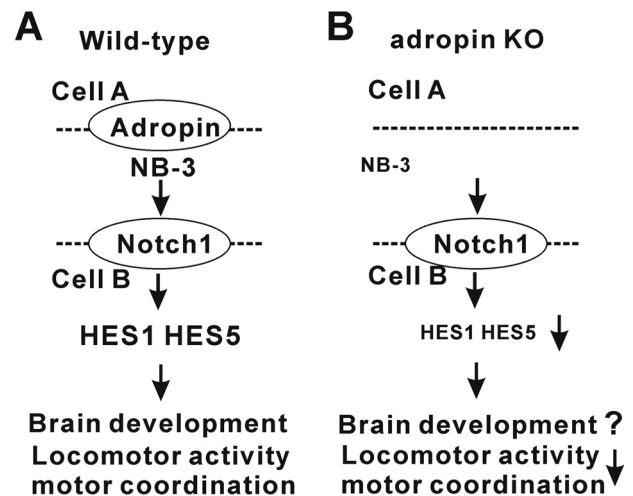 A
Wild-type
Cell A
Adropin
NB-3
Notch1
Cell B
HES1 HES5
Brain development
Locomotor activity
motor coordination
B
adropin KO
Cell A
NB-3
Notch1
Cell B
HES1 HES5
Brain development ?
Locomotor activity
motor coordination